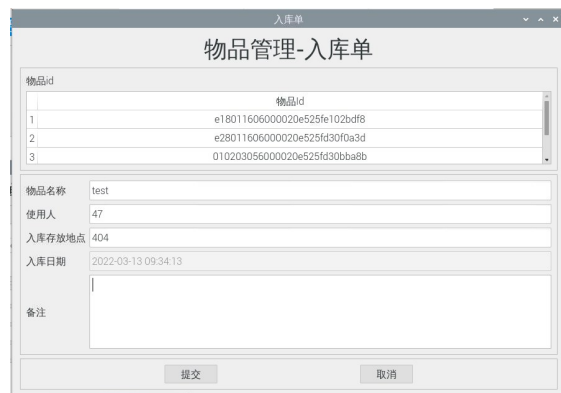 入库单
物品管理-入库单
物品id
物品Id
1 e18011606000020e525fe102bdf8
2 e28011606000020e525fd30f0a3d
3 010203056000020e525fd30bba8b
物品名称 test
使用人 47
入库存放地点 404
入库日期 2022-03-13 09:34:13
备注
提交 取消